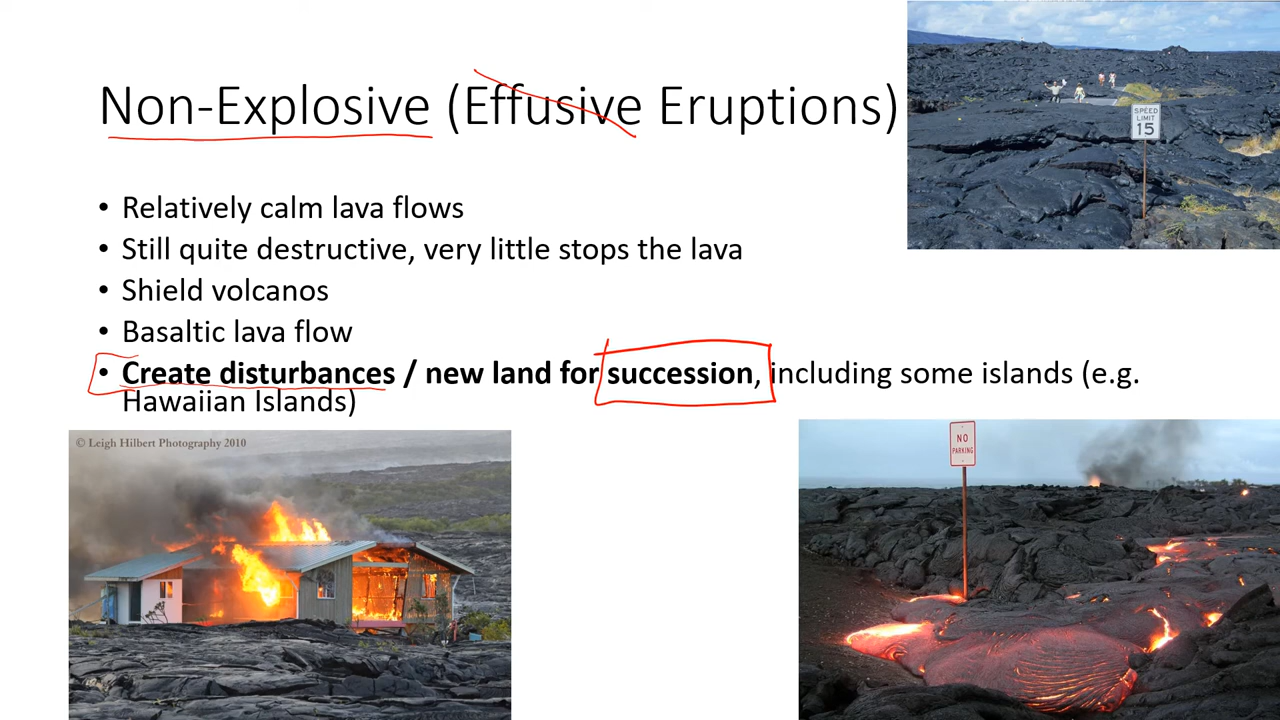 Non-Explosive (Effusive Eruptions)
SPEED
LIMIT
15
• Relatively calm lava flows
• Still quite destructive, very little stops the lava
• Shield volcanos
• Basaltic lava flow
• Create disturbances / new land for succession, including some islands (e.g.
Hawaiian Islands)
© Leigh Hilbert Photography 2010
NO
PARKING